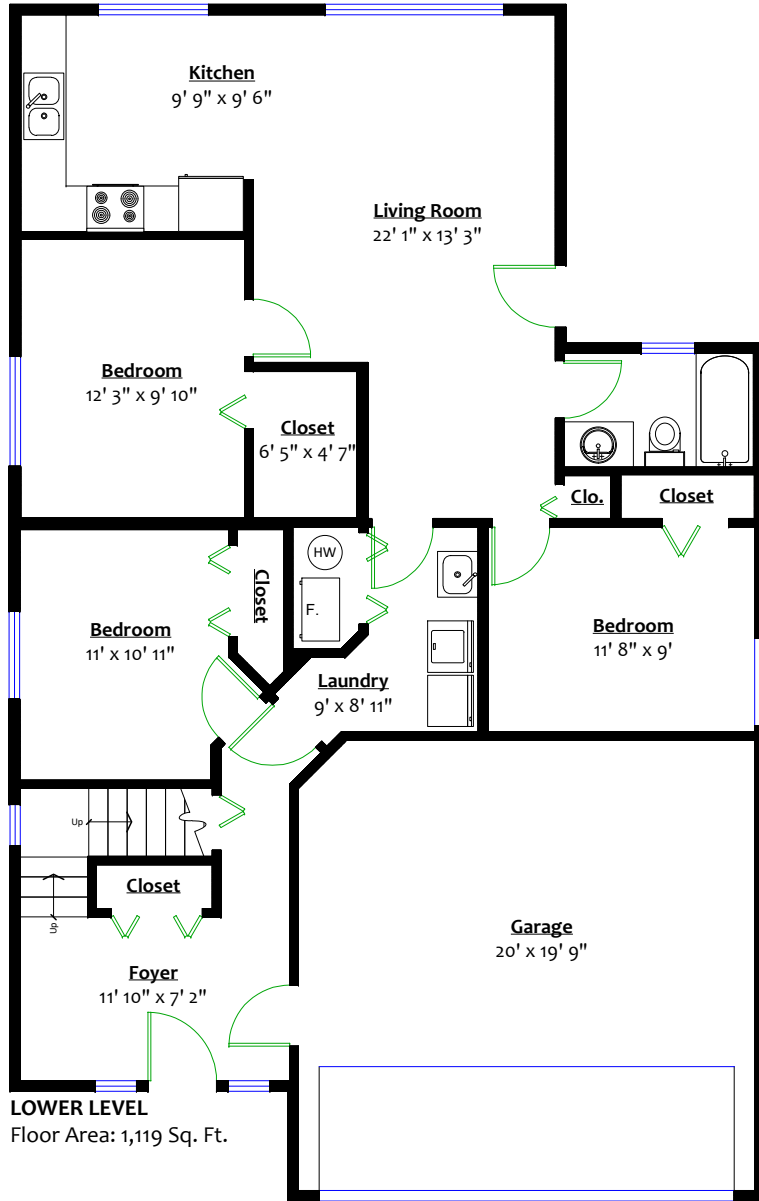 Kitchen
9' 9" x 9' 6"
Living Room
22' 1" x 13' 3"
Bedroom
12' 3" x 9' 10"
Closet
6' 5" x 4' 7"
Clo.
Closet
HW
F.
Closet
Bedroom
11' x 10' 11"
Laundry
9' x 8' 11"
Bedroom
11' 8" x 9'
Up
Closet
Up
Foyer
11' 10" x 7' 2"
Garage
20' x 19' 9"
LOWER LEVEL
Floor Area: 1,119 Sq. Ft.